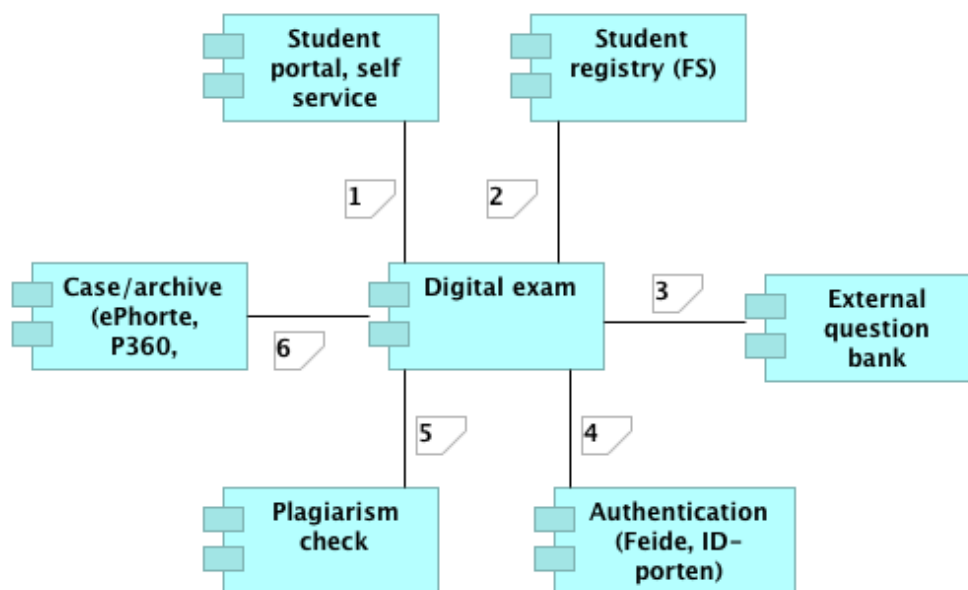 Student
portal, self
service
Student
registry (FS)
1
2
Case/archive
(ePhorte,
P360,
Digital exam
3
External
question
bank
6
5
4
Plagiarism
check
Authentication
(Feide, ID-
porten)